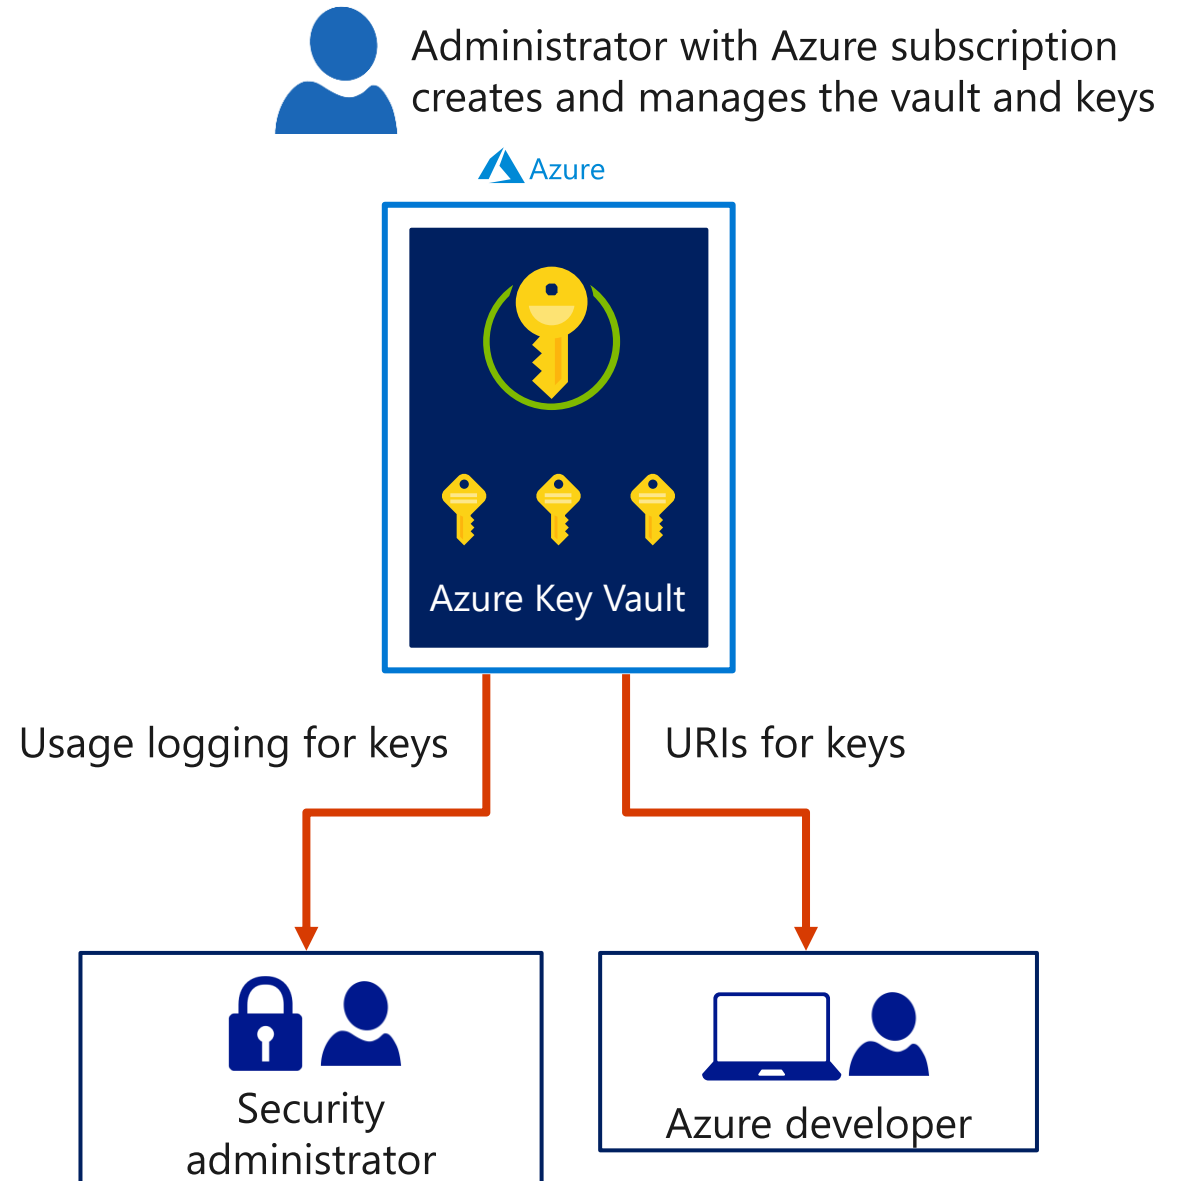 Administrator with Azure subscription
creates and manages the vault and keys
Azure
Azure Key Vault
Usage logging for keys
URIs for keys
Security
administrator
Azure developer